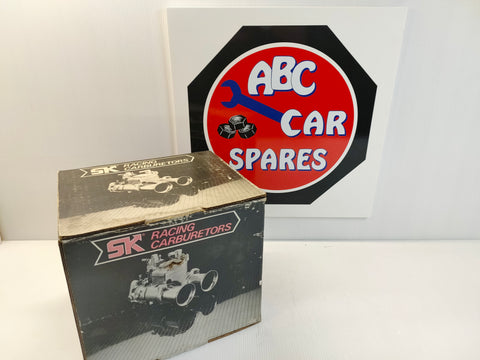 ABC
CAR
SPARES
SK RACING
CARBURETORS
SK RACING
CARBURETORS